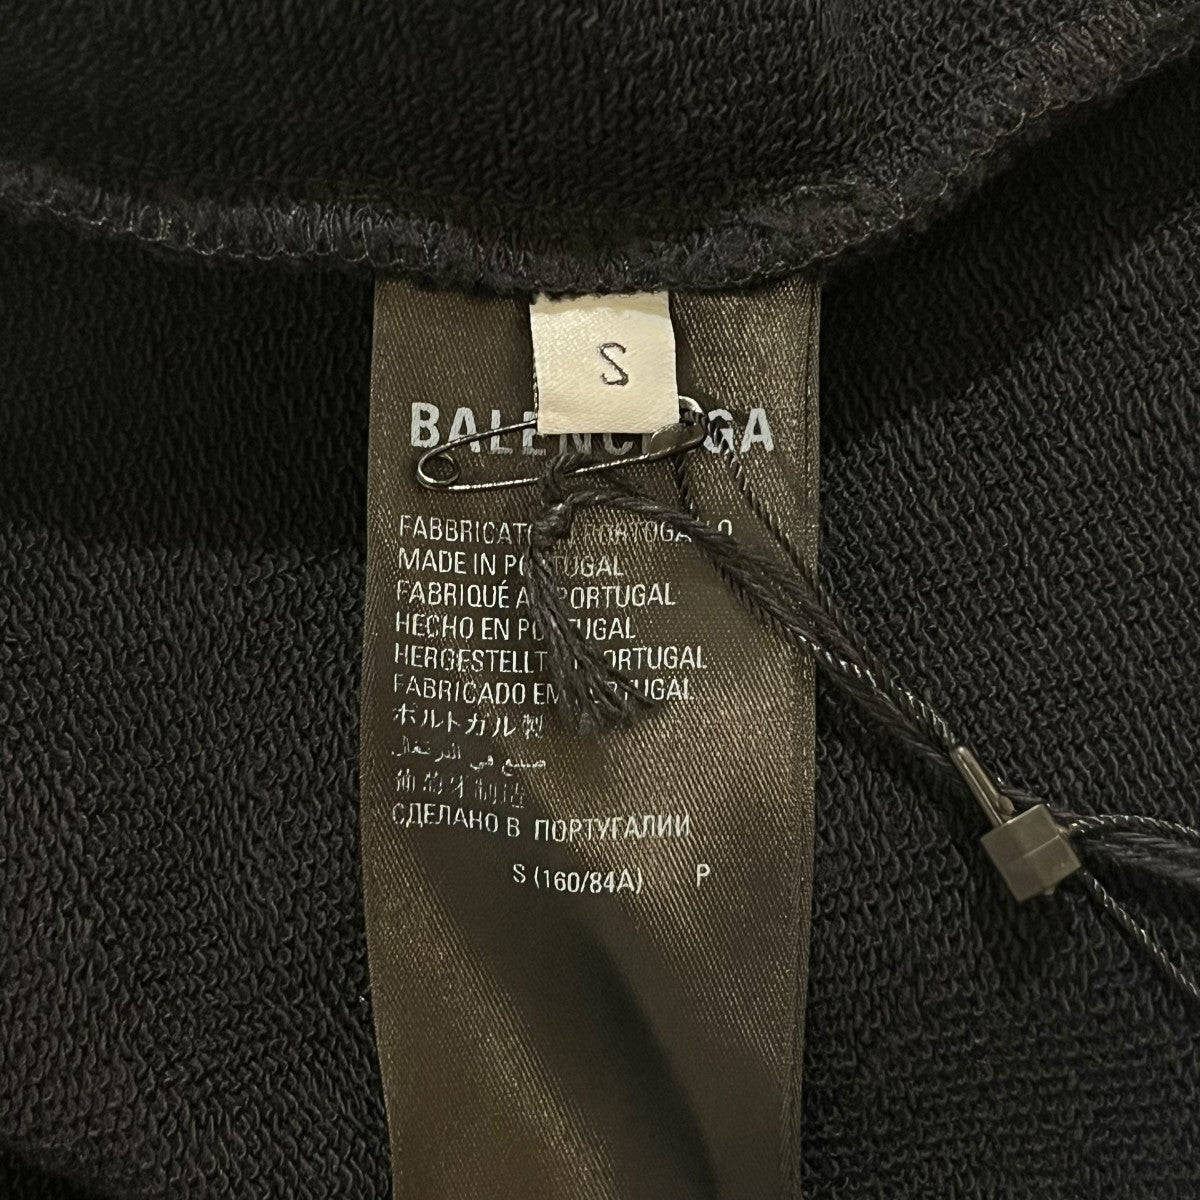 S
BALENCIAGA
FABBRICATO IN PORTOGALLO
MADE IN PORTUGAL
FABRIQUÉ AU PORTUGAL
HECHO EN PORTUGAL
HERGESTELLT IN PORTUGAL
FABRICADO EM PORTUGAL
ポルトガル製
صنع في البرتغال
葡萄牙制造
СДЕЛАНО В ПОРТУГАЛИИ
S (160/84A) P